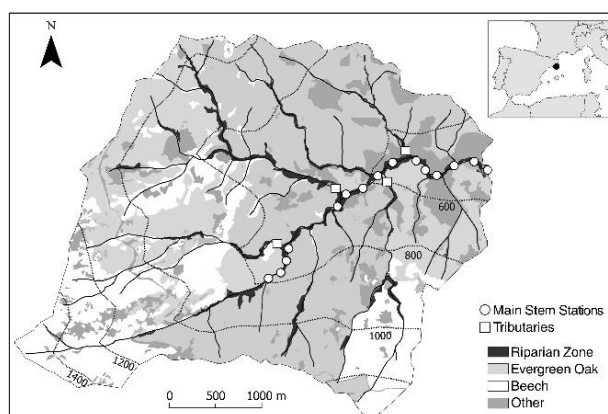 N
600
800
1000
1200
1400
0 500 1000 m
Main Stem Stations
Tributaries
Riparian Zone
Evergreen Oak
Beech
Other